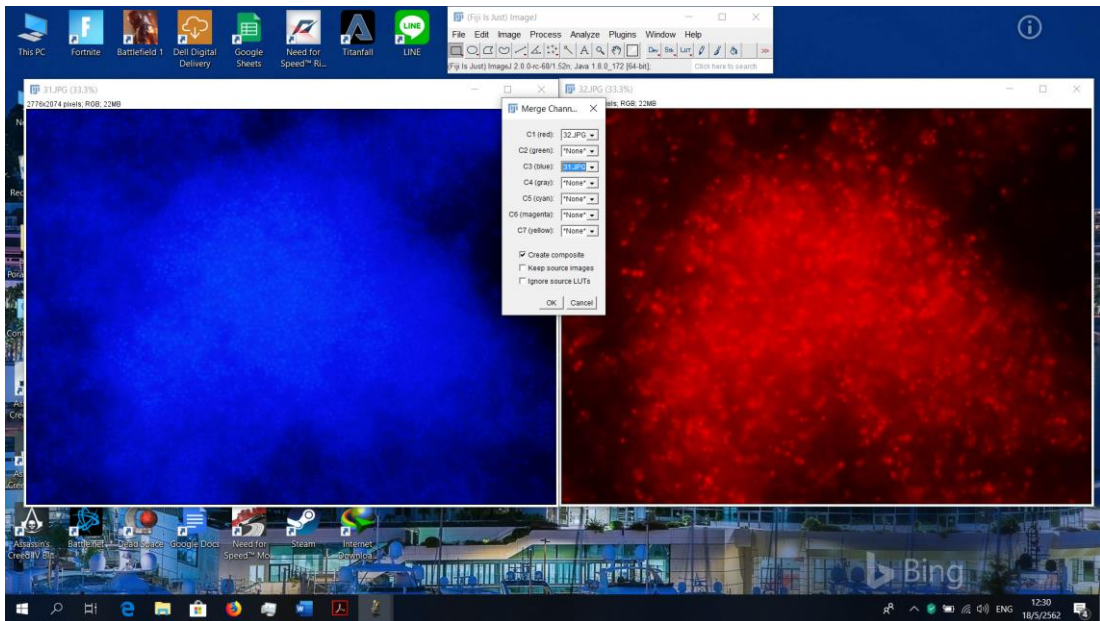 This PC
Fortnite
Battlefield 1
Dell Digital
Delivery
Google
Sheets
Need for
Speed™ Ri...
Titanfall
LINE
LINE
(Fiji Is Just) ImageJ
File Edit Image Process Analyze Plugins Window Help
Dev Stk LUT
(Fiji Is Just) ImageJ 2.0.0-rc-68/1.52n; Java 1.8.0_172 [64-bit];
Click here to search
31.JPG (33.3%)
2776x2074 pixels; RGB; 22MB
32.JPG (33.3%)
RGB; 22MB
Merge Chann...
C1 (red): 32.JPG
C2 (green): *None*
C3 (blue): 31.JPG
C4 (gray): *None*
C5 (cyan): *None*
C6 (magenta): *None*
C7 (yellow): *None*
Create composite
Keep source images
Ignore source LUTs
OK Cancel
Assassin's
Battle.net
Dead Space
Google Docs
Need for
Speed™ Mo...
Steam
Internet
Bing
ENG
12:30
18/5/2562
4